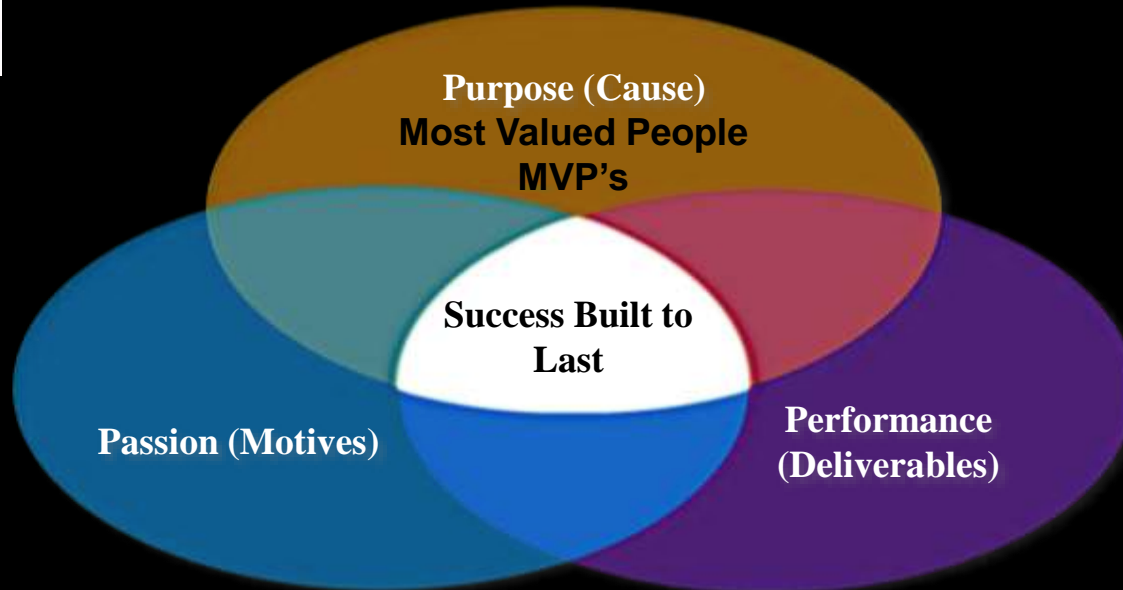 Purpose (Cause)
Most Valued People
MVP’s
Success Built to
Last
Passion (Motives)
Performance
(Deliverables)